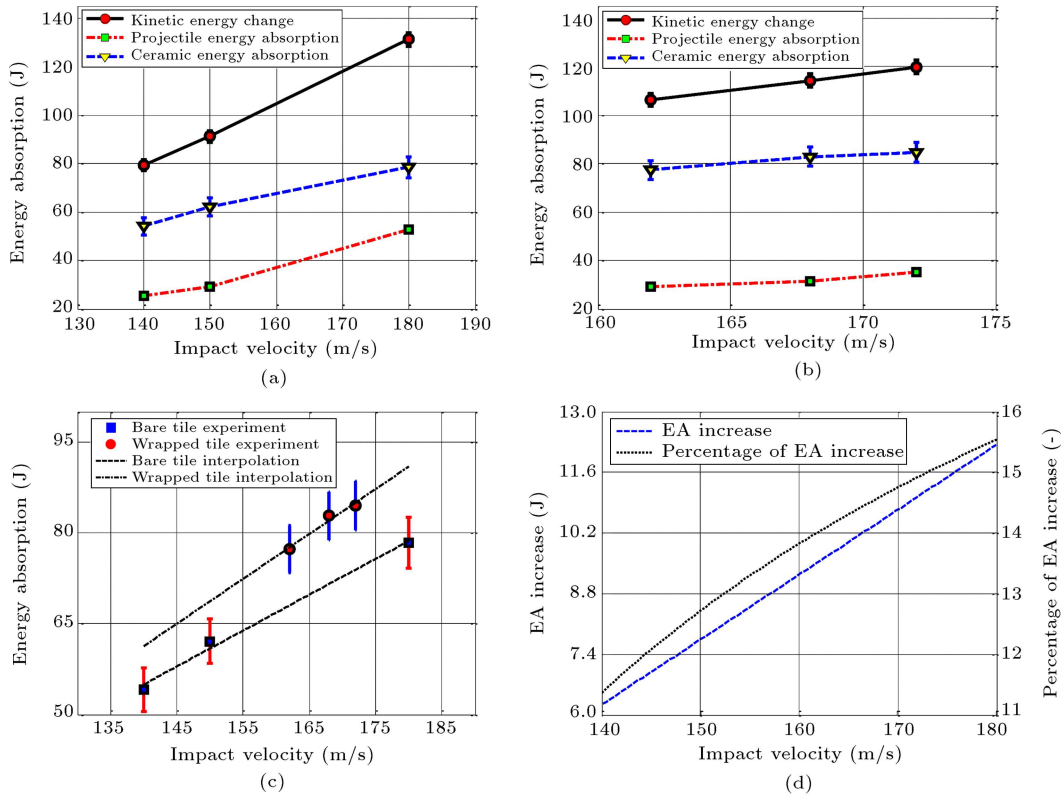 140
120
100
80
60
40
20
Energy absorption (J)
Kinetic energy change
Projectile energy absorption
Ceramic energy absorption
130 140 150 160 170 180 190
Impact velocity (m/s)
(a)
140
120
100
80
60
40
20
Energy absorption (J)
Kinetic energy change
Projectile energy absorption
Ceramic energy absorption
160 165 170 175
Impact velocity (m/s)
(b)
95
80
65
50
Energy absorption (J)
Bare tile experiment
Wrapped tile experiment
Bare tile interpolation
Wrapped tile interpolation
135 145 155 165 175 185
Impact velocity (m/s)
(c)
13.0
11.6
10.2
8.8
7.4
6.0
EA increase (J)
EA increase
Percentage of EA increase
16
15
14
13
12
11
Percentage of EA increase (-)
140 150 160 170 180
Impact velocity (m/s)
(d)